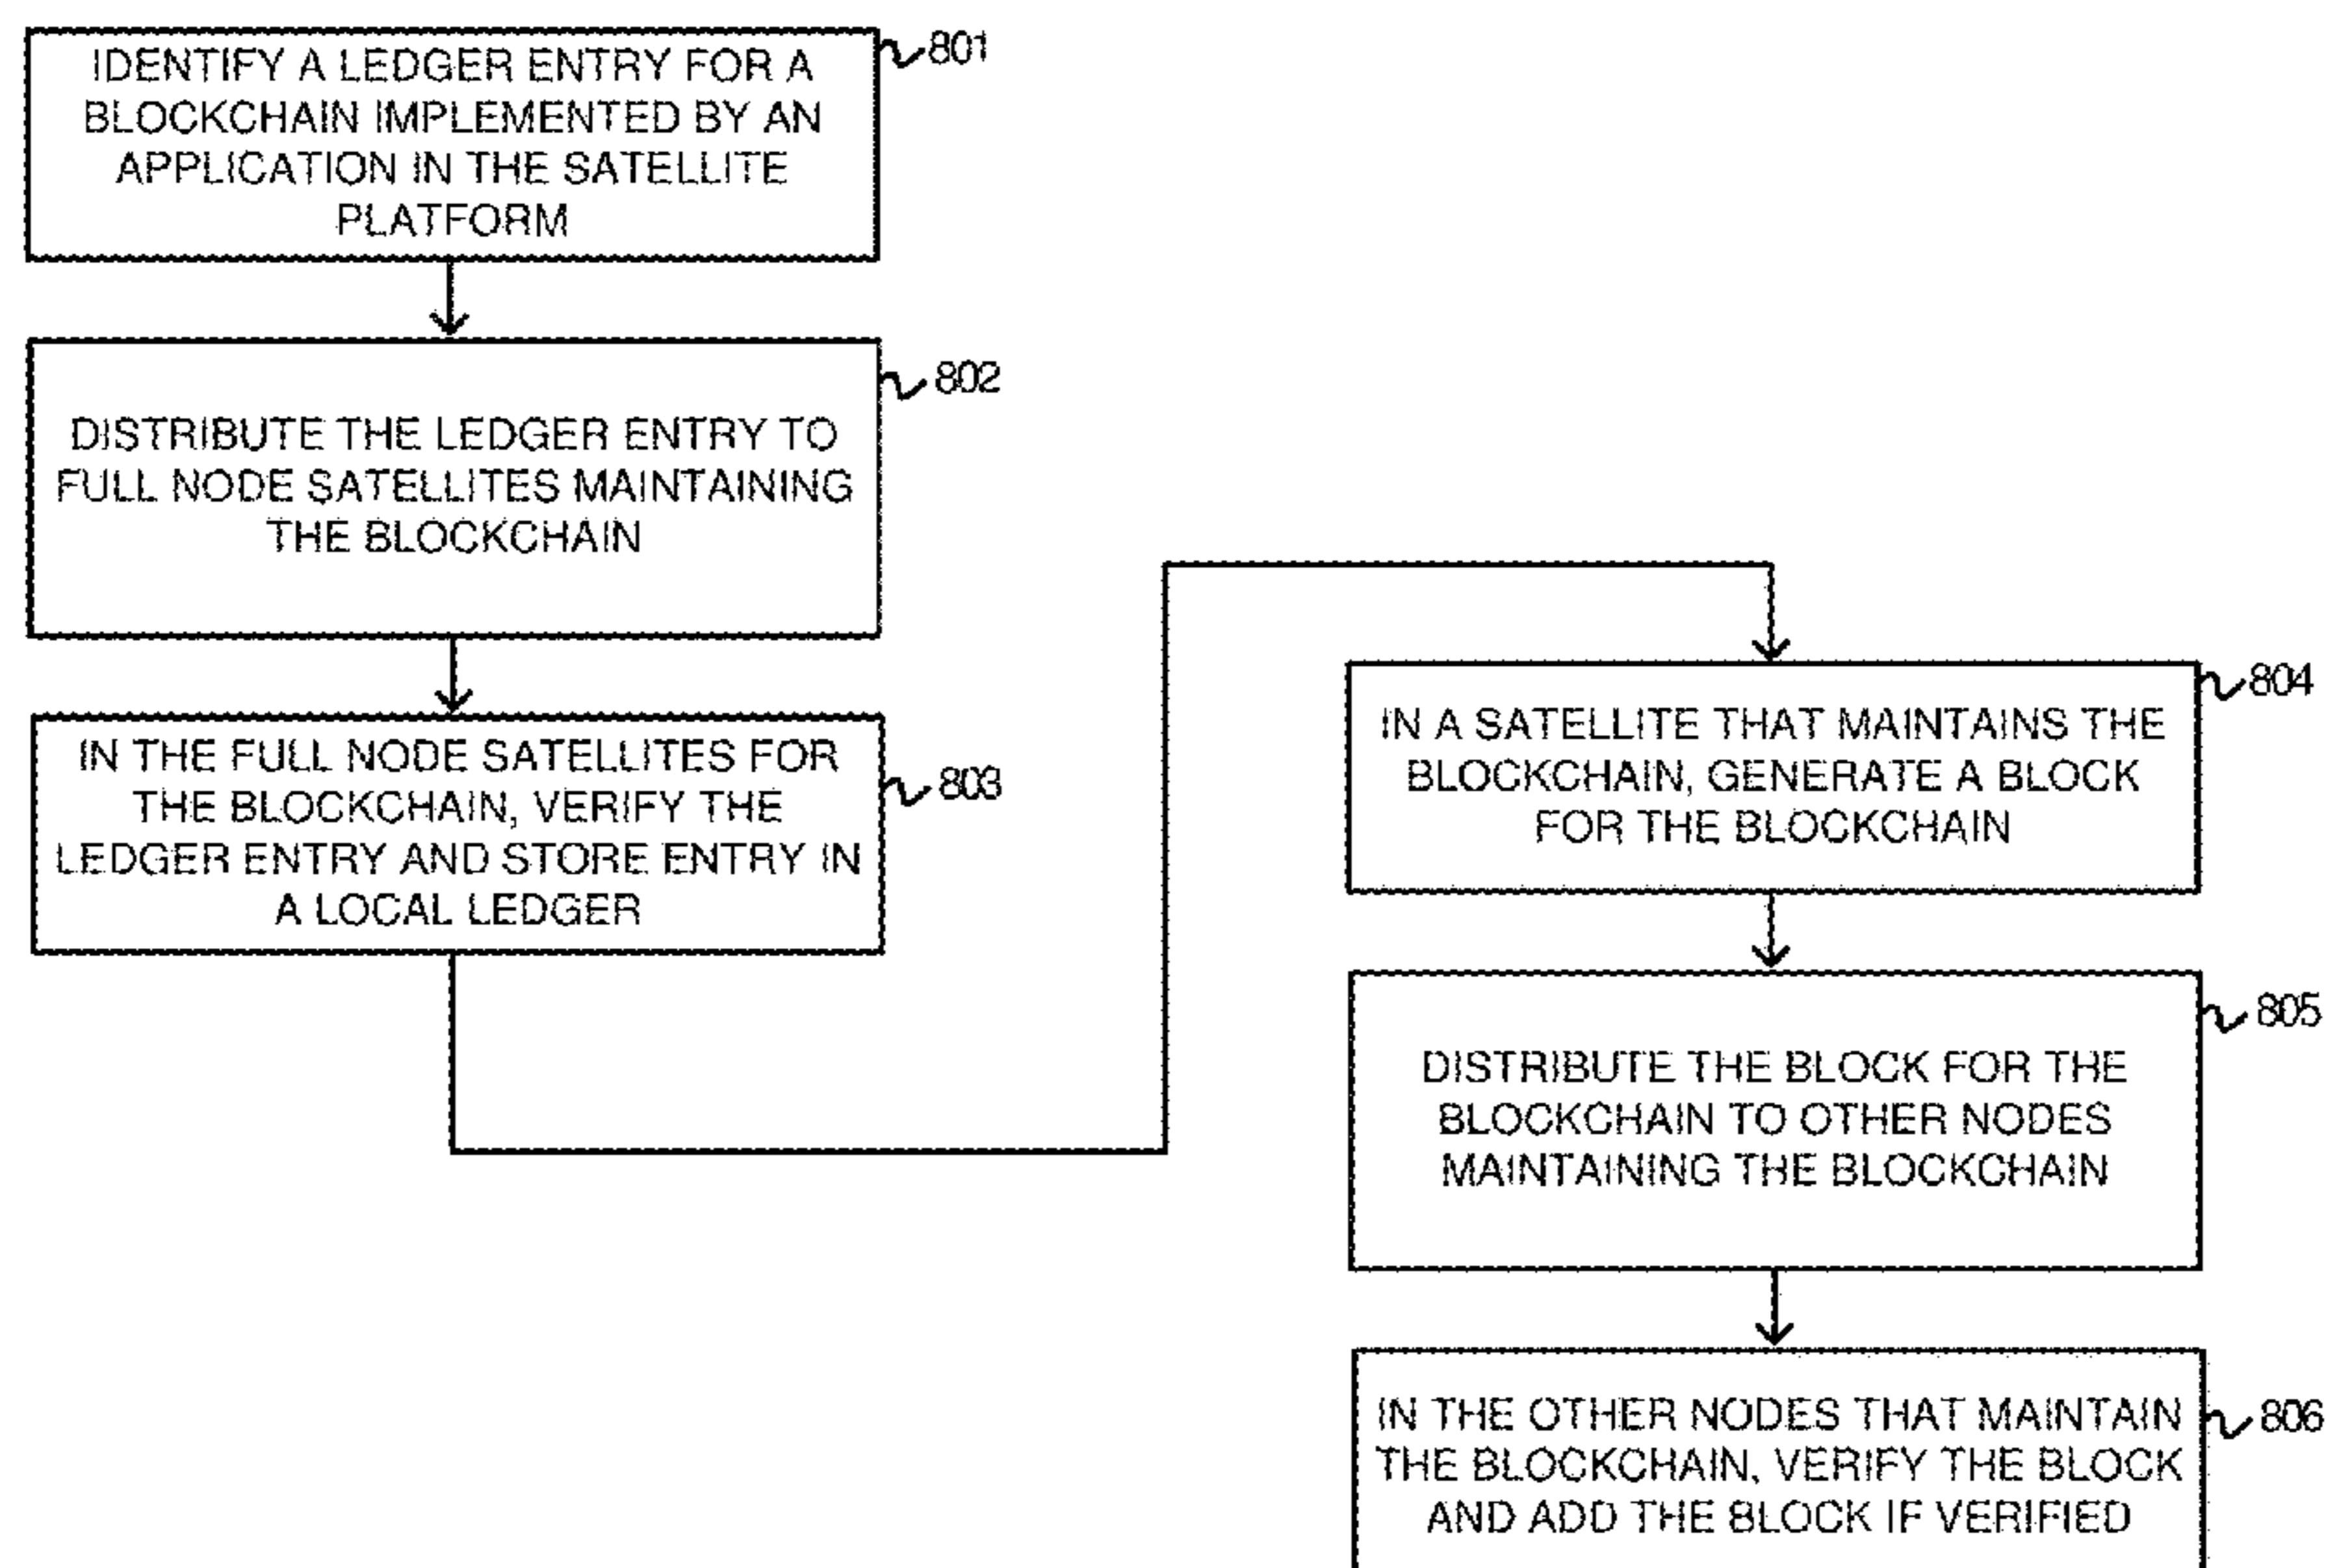 IDENTIFY A LEDGER ENTRY FOR A
BLOCKCHAIN IMPLEMENTED BY AN
APPLICATION IN THE SATELLITE
PLATFORM
801
DISTRIBUTE THE LEDGER ENTRY TO
FULL NODE SATELLITES MAINTAINING
THE BLOCKCHAIN
802
IN THE FULL NODE SATELLITES FOR
THE BLOCKCHAIN, VERIFY THE
LEDGER ENTRY AND STORE ENTRY IN
A LOCAL LEDGER
803
IN A SATELLITE THAT MAINTAINS THE
BLOCKCHAIN, GENERATE A BLOCK
FOR THE BLOCKCHAIN
804
DISTRIBUTE THE BLOCK FOR THE
BLOCKCHAIN TO OTHER NODES
MAINTAINING THE BLOCKCHAIN
805
IN THE OTHER NODES THAT MAINTAIN
THE BLOCKCHAIN, VERIFY THE BLOCK
AND ADD THE BLOCK IF VERIFIED
806